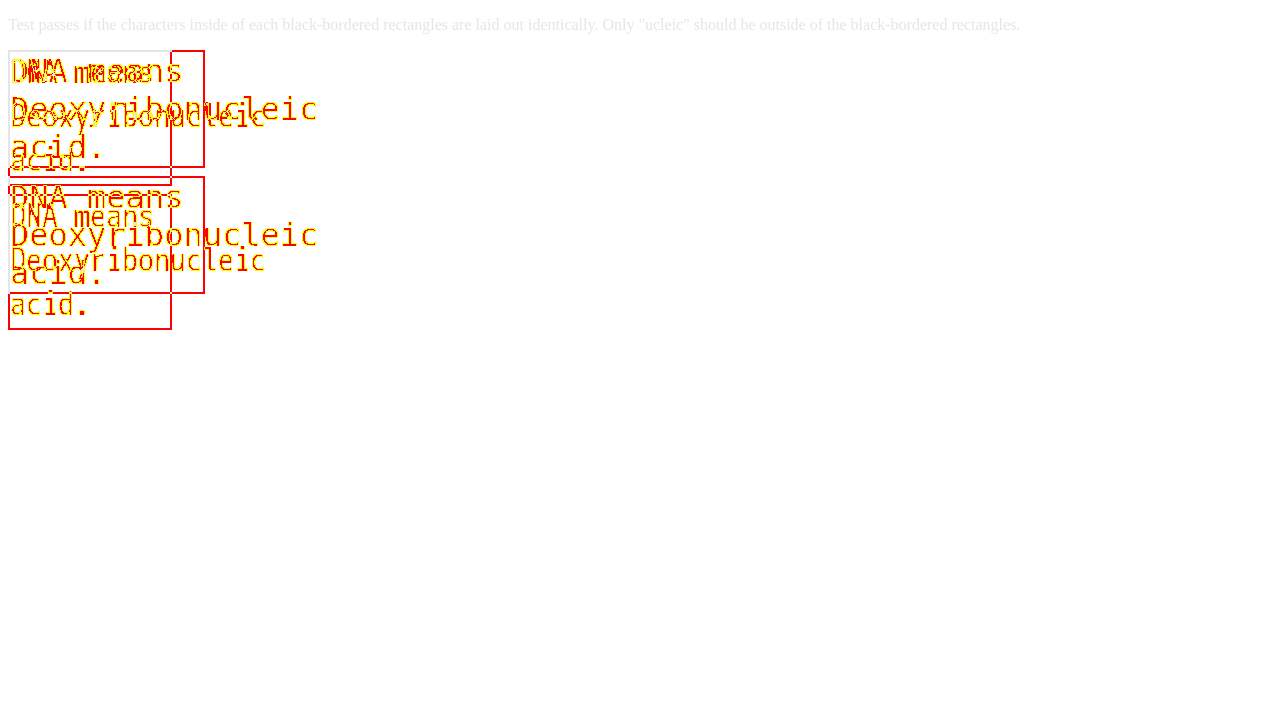 Test passes if the characters inside of each black-bordered rectangles are laid out identically. Only "ucleic" should be outside of the black-bordered rectangles.
DNA means
DNA means
Deoxyribonucleic
Deoxyribonucleic
acid.
acid.
DNA means
DNA means
Deoxyribonucleic
Deoxyribonucleic
acid.
acid.